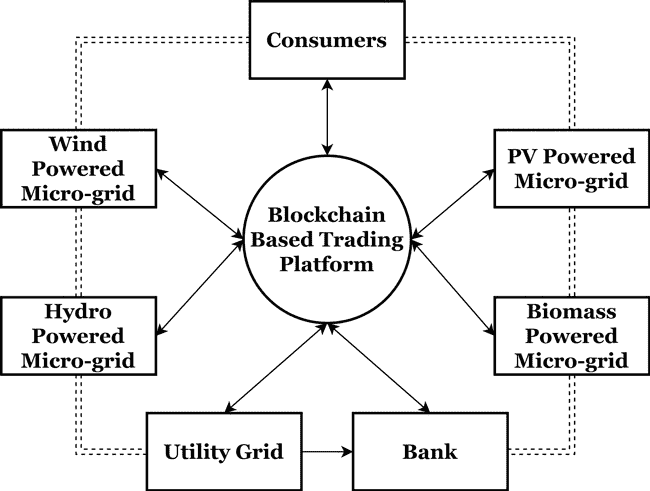 Consumers
Wind
Powered
Micro-grid
PV Powered
Micro-grid
Blockchain
Based Trading
Platform
Hydro
Powered
Micro-grid
Biomass
Powered
Micro-grid
Utility Grid
Bank